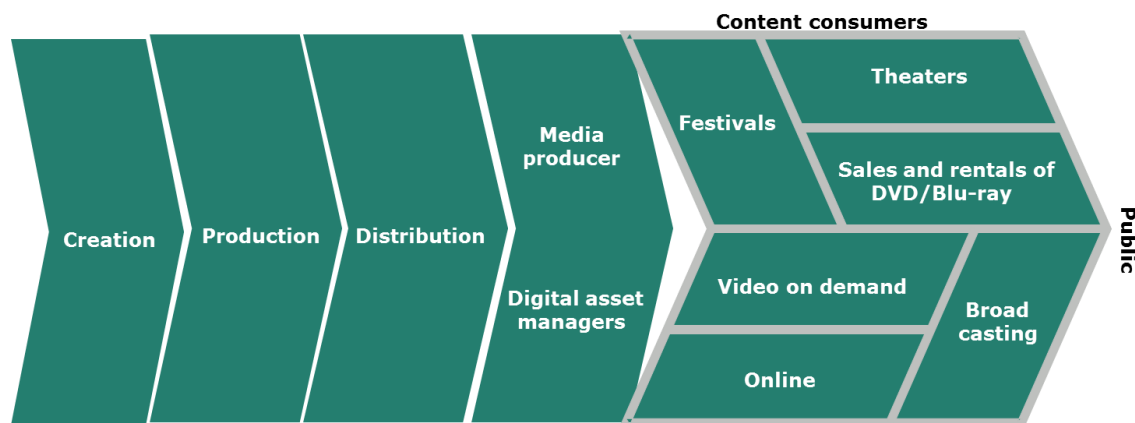 Content consumers
Creation
Production
Distribution
Media
producer
Digital asset
managers
Festivals
Theaters
Sales and rentals of
DVD/Blu-ray
Video on demand
Online
Broad
casting
Public